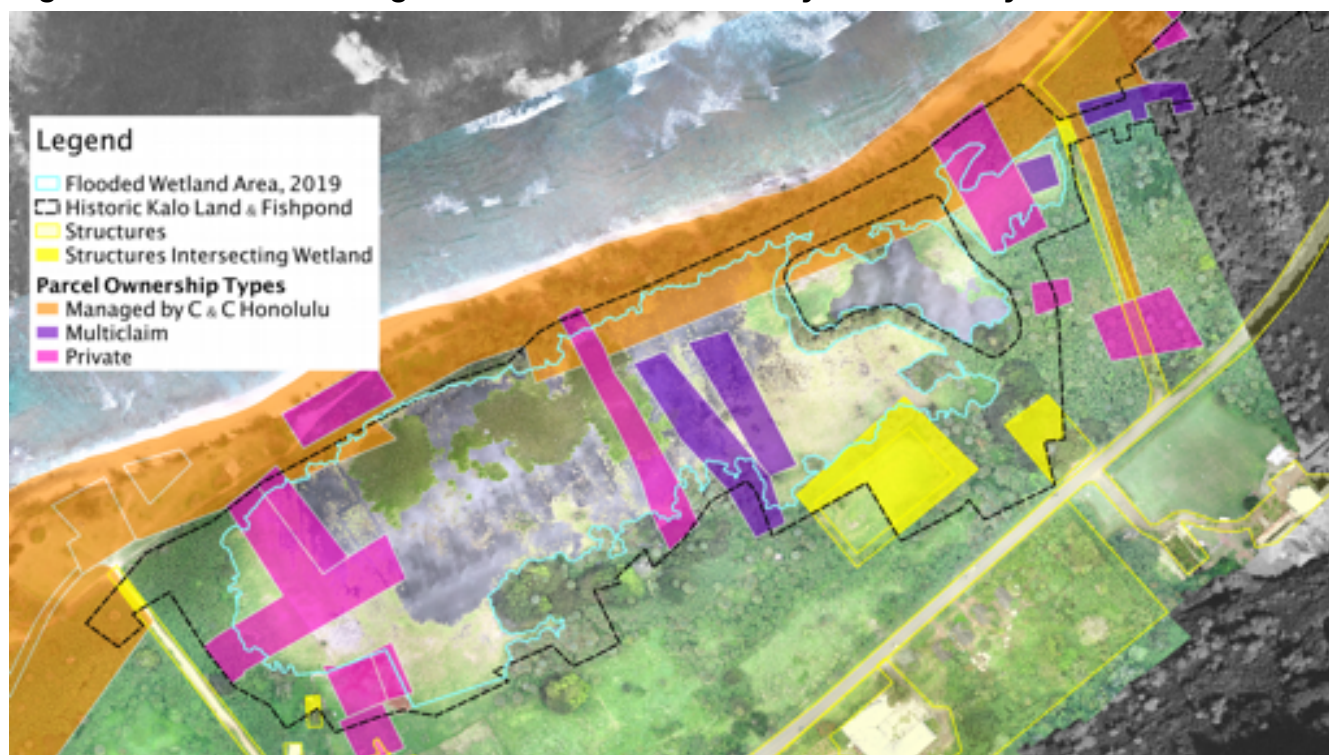 Legend
Flooded Wetland Area, 2019
Historic Kalo Land & Fishpond
Structures
Structures Intersecting Wetland
Parcel Ownership Types
Managed by C & C Honolulu
Multiclaim
Private